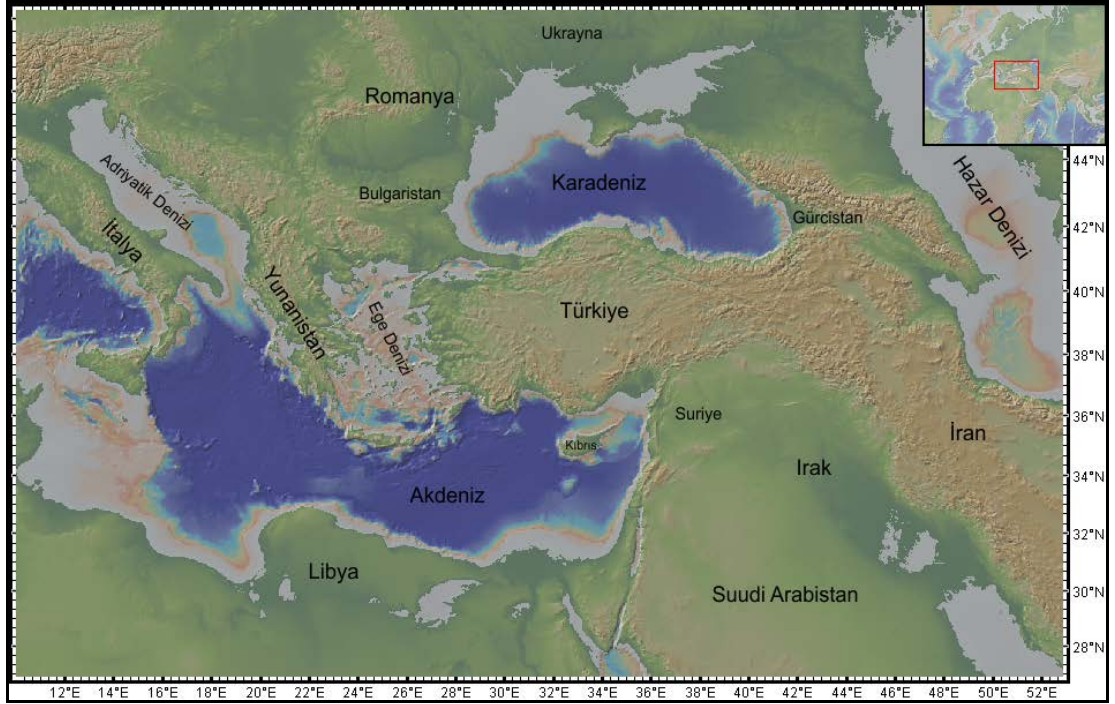 Ukrayna
Romanya
44°N
Adriyatik Denizi
Karadeniz
Hazar Denizi
Bulgaristan
Gürcistan
İtalya
42°N
Yunanistan
Ege Denizi
Türkiye
40°N
38°N
Suriye
36°N
Kıbrıs
İran
Irak
34°N
Akdeniz
32°N
Libya
Suudi Arabistan
30°N
28°N
12°E 14°E 16°E 18°E 20°E 22°E 24°E 26°E 28°E 30°E 32°E 34°E 36°E 38°E 40°E 42°E 44°E 46°E 48°E 50°E 52°E